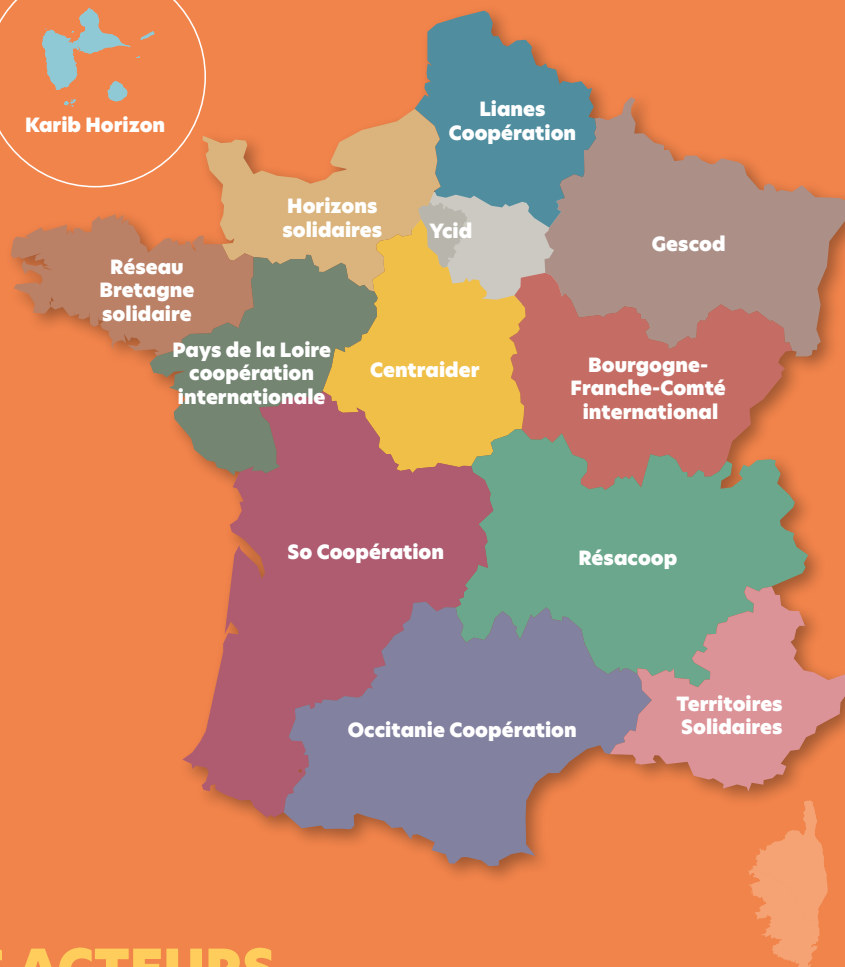 Karib Horizon
Lianes
Coopération
Horizons
solidaires
Ycid
Gescod
Réseau
Bretagne
solidaire
Pays de la Loire
coopération
internationale
Centraider
Bourgogne-
Franche-Comté
international
So Coopération
Résacoop
Territoires
Solidaires
Occitanie Coopération
ACTEURS